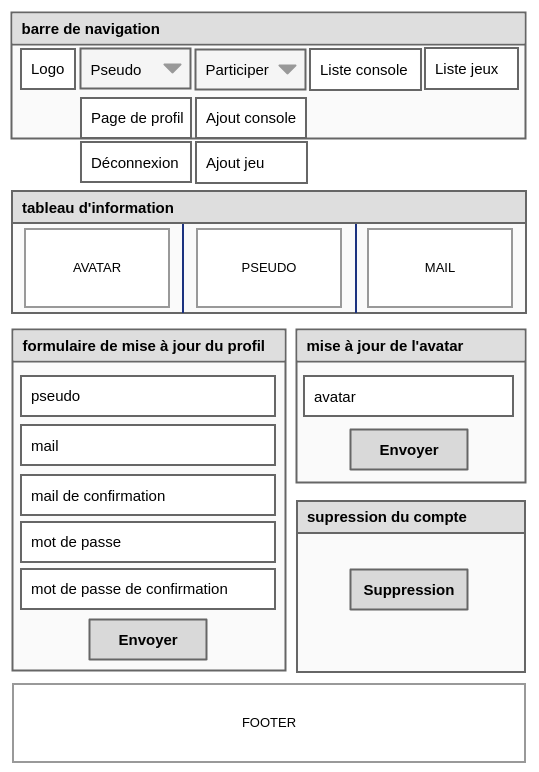 barre de navigation
Logo Pseudo Participer Liste console Liste jeux
Page de profil Ajout console
Déconnexion Ajout jeu
tableau d'information
AVATAR PSEUDO MAIL
formulaire de mise à jour du profil
pseudo
mail
mail de confirmation
mot de passe
mot de passe de confirmation
Envoyer
mise à jour de l'avatar
avatar
Envoyer
supression du compte
Suppression
FOOTER